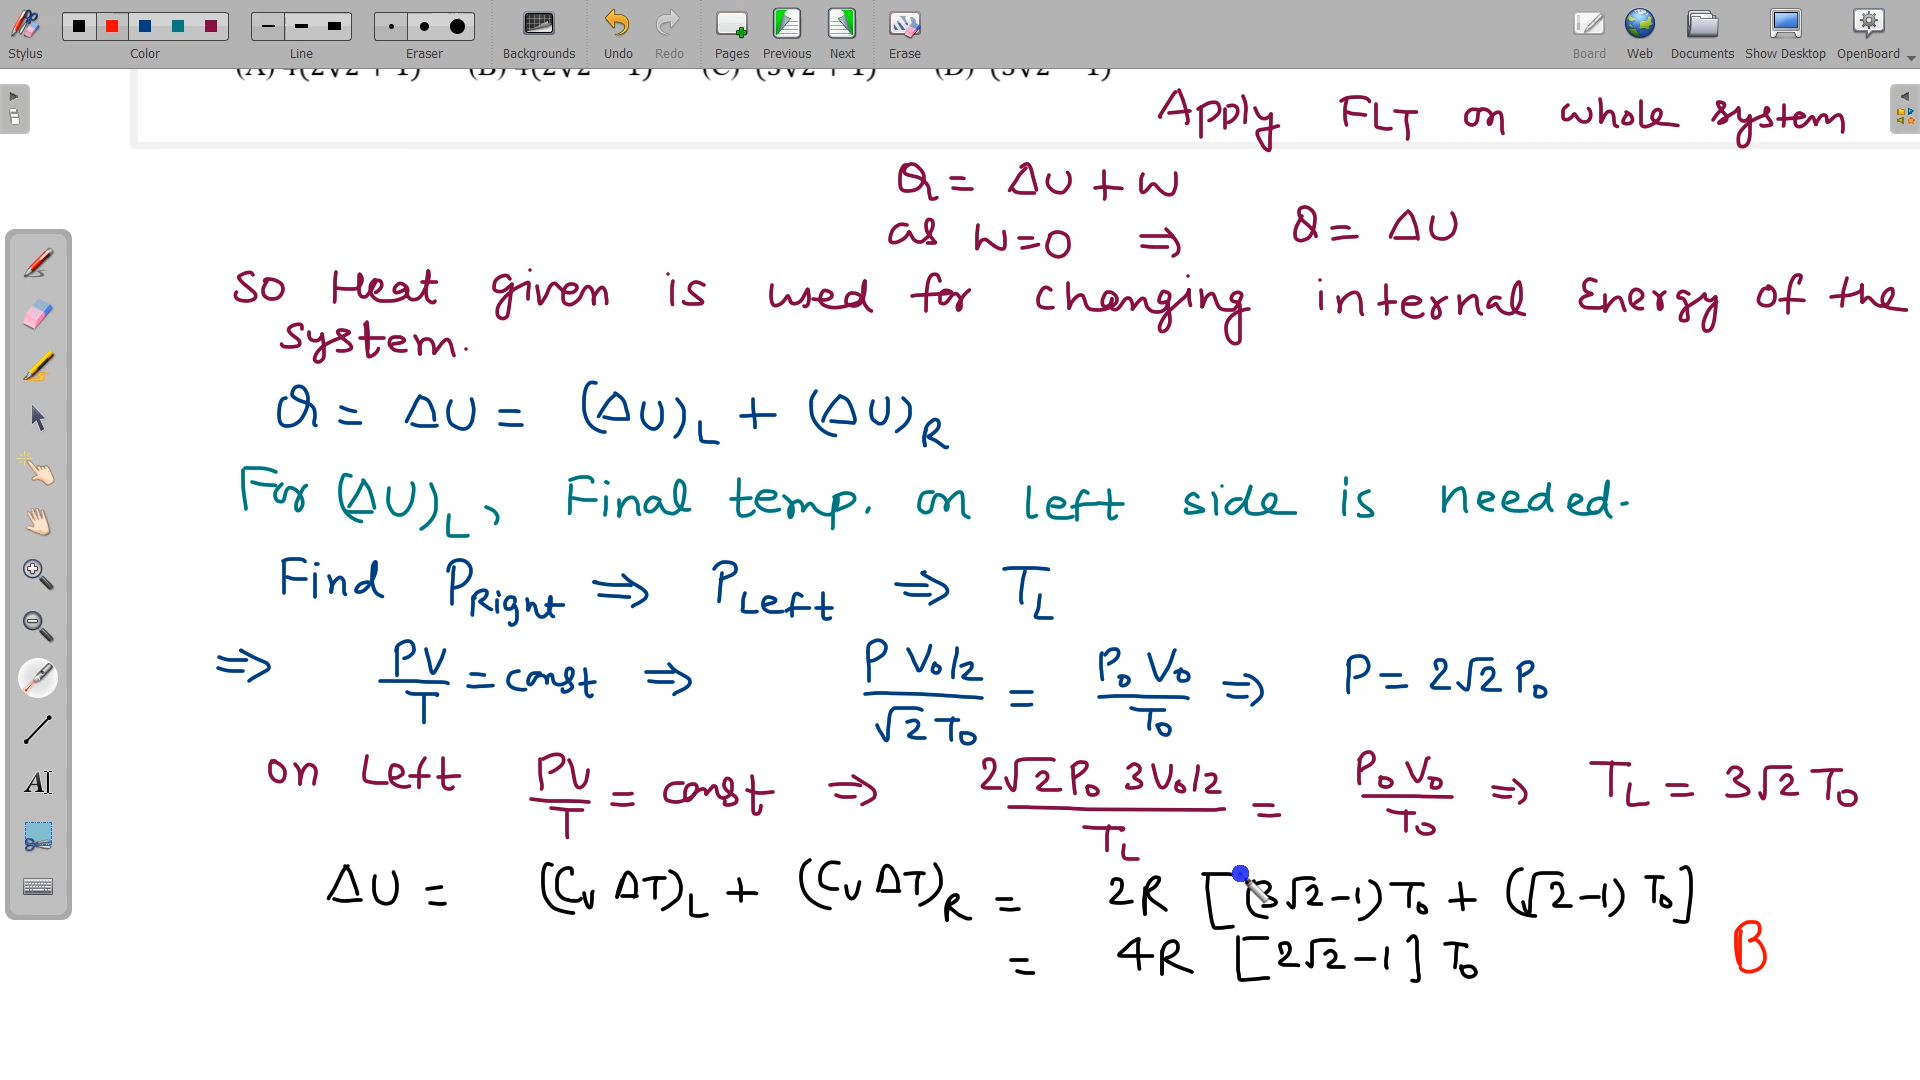 Stylus Color Line Eraser Backgrounds Undo Redo Pages Previous Next Erase Board Web Documents Show Desktop OpenBoard
Apply FLT on whole system
Q = ΔU + W
as W=0 ⇒ Q = ΔU
So Heat given is used for changing internal Energy of the
system.
Q = ΔU = (ΔU)L + (ΔU)R
For (ΔU)L, Final temp. on left side is needed.
Find PRight ⇒ PLeft ⇒ TL
⇒ PV/T = const ⇒ P V₀/2 / √2 T₀ = P₀ V₀ / T₀ ⇒ P = 2√2 P₀
on Left PV/T = const ⇒ 2√2 P₀ 3V₀/2 / TL = P₀ V₀ / T₀ ⇒ TL = 3√2 T₀
ΔU = (Cv ΔT)L + (Cv ΔT)R = 2R [(3√2-1) T₀ + (√2-1) T₀]
= 4R [2√2-1] T₀ B